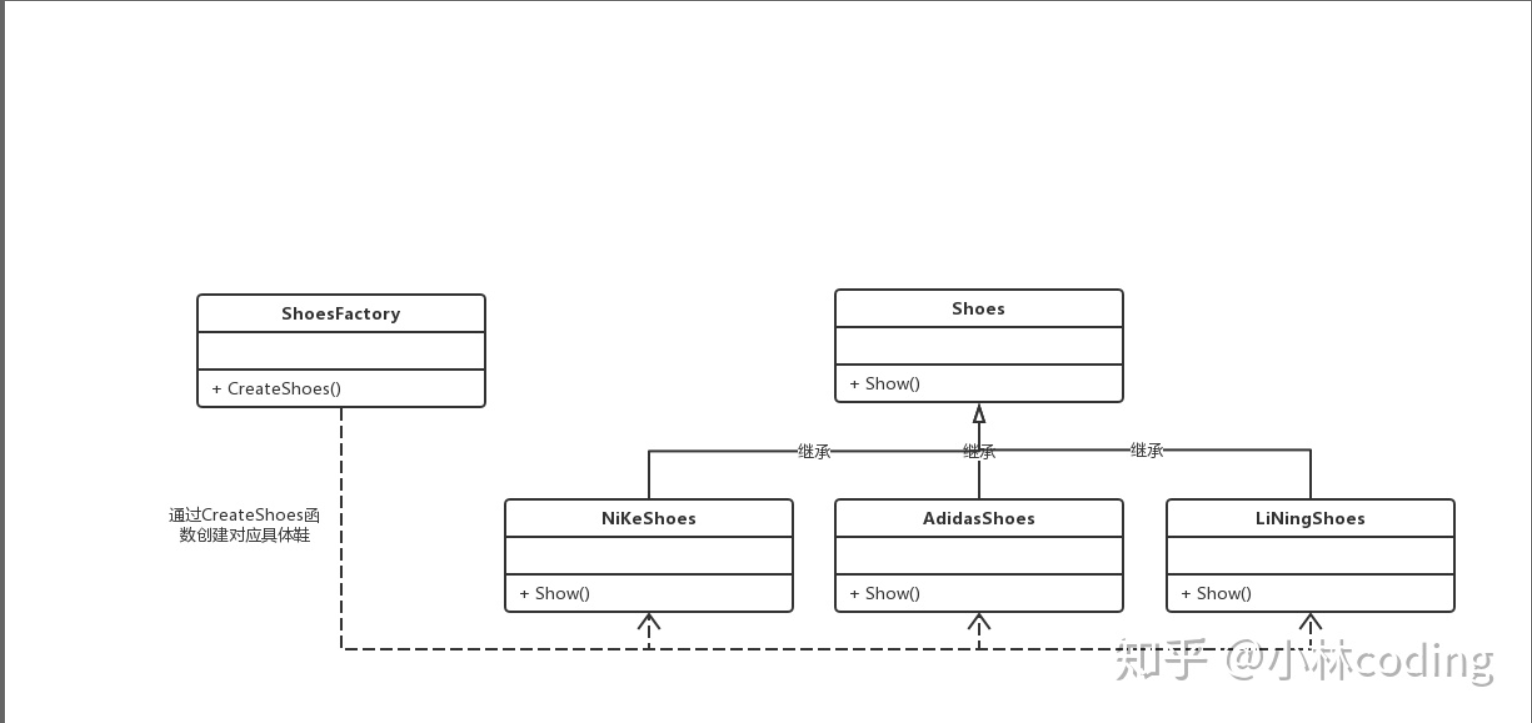 ShoesFactory
+ CreateShoes()
Shoes
+ Show()
继承
继承
继承
通过CreateShoes函
数创建对应具体鞋
NiKeShoes
+ Show()
AdidasShoes
+ Show()
LiNingShoes
+ Show()
知乎 @小林coding